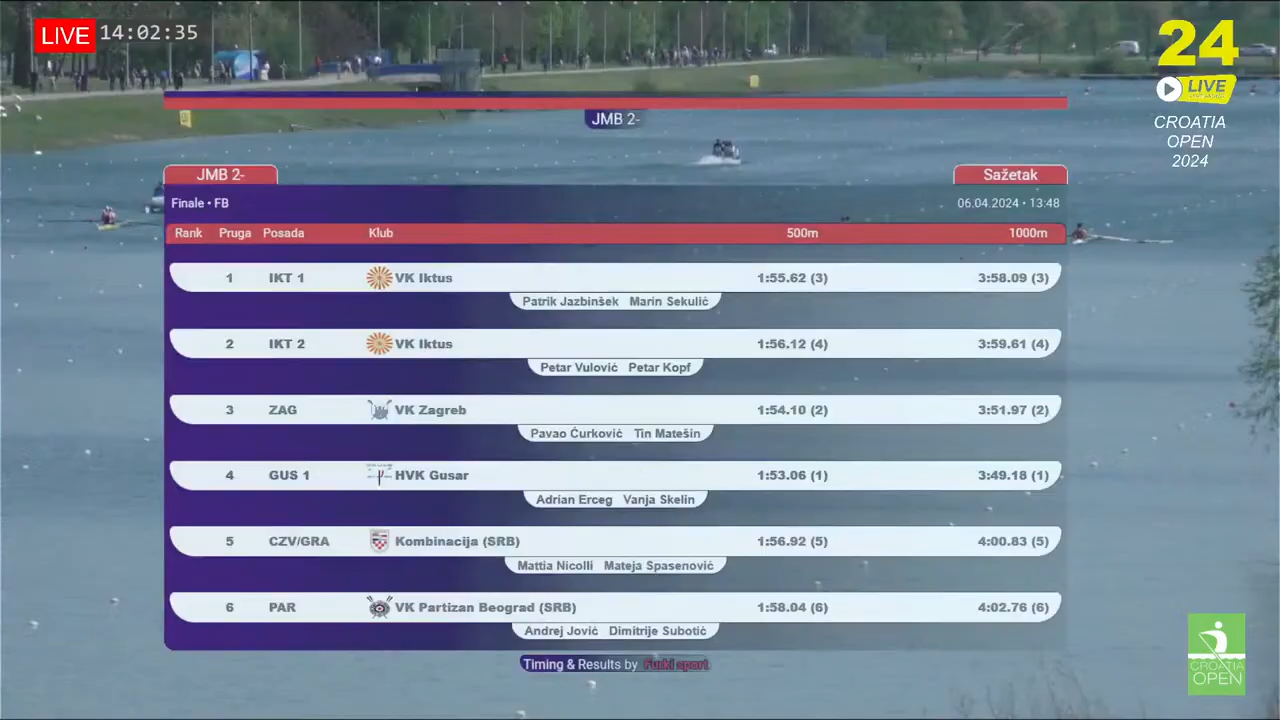 LIVE 14:02:35
24
LIVE
CROATIA
OPEN
2024
JMB 2-
JMB 2-
Sažetak
Finale • FB
06.04.2024 • 13:48
Rank Pruga Posada Klub 500m 1000m
1 IKT 1 VK Iktus 1:55.62 (3) 3:58.09 (3)
Patrik Jazbinšek Marin Sekulić
2 IKT 2 VK Iktus 1:56.12 (4) 3:59.61 (4)
Petar Vulović Petar Kopf
3 ZAG VK Zagreb 1:54.10 (2) 3:51.97 (2)
Pavao Ćurković Tin Matešin
4 GUS 1 HVK Gusar 1:53.06 (1) 3:49.18 (1)
Adrian Erceg Vanja Skelin
5 CZV/GRA Kombinacija (SRB) 1:56.92 (5) 4:00.83 (5)
Mattia Nicolli Mateja Spasenović
6 PAR VK Partizan Beograd (SRB) 1:58.04 (6) 4:02.76 (6)
Andrej Jović Dimitrije Subotić
Timing & Results by Furki sport
CROATIA
OPEN